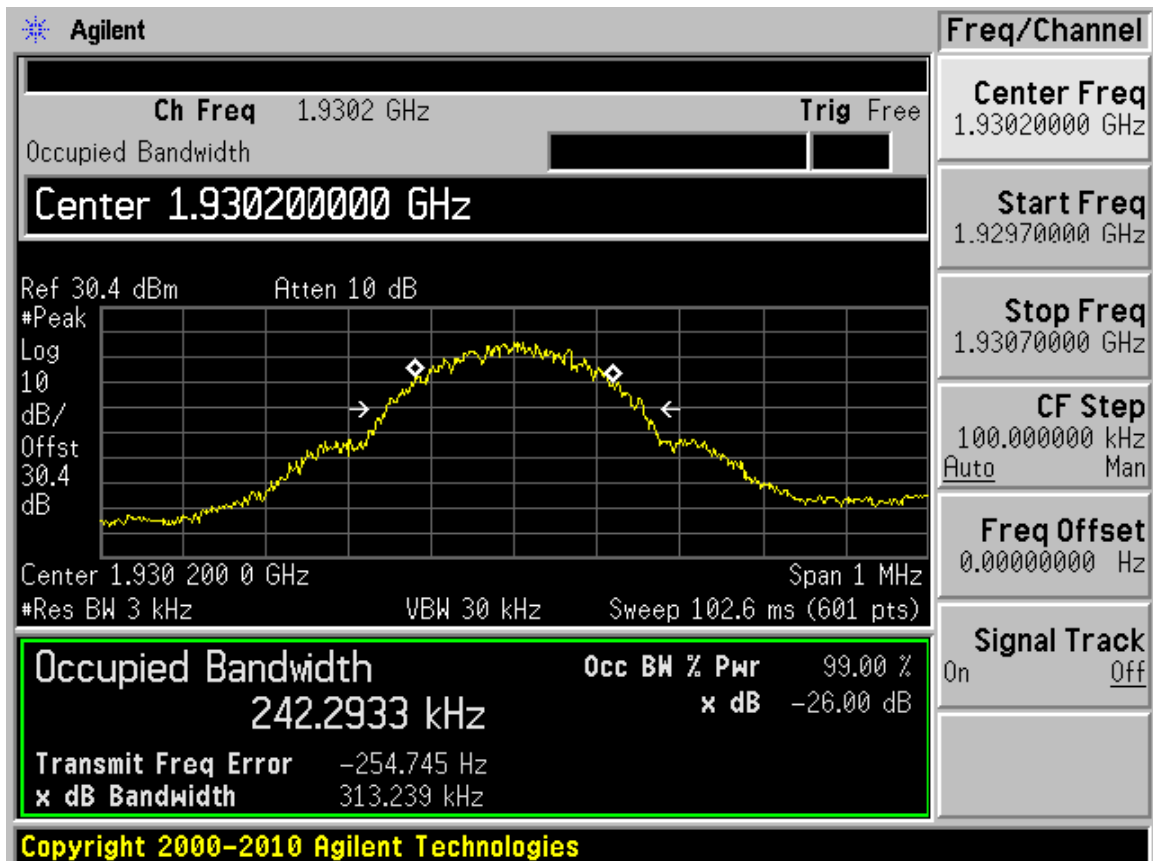 Agilent
Freq/Channel
Ch Freq 1.9302 GHz Trig Free
Occupied Bandwidth
Center 1.930200000 GHz
Ref 30.4 dBm Atten 10 dB
#Peak
Log
10
dB/
Offst
30.4
dB
Center 1.930 200 0 GHz Span 1 MHz
#Res BW 3 kHz VBW 30 kHz Sweep 102.6 ms (601 pts)
Occupied Bandwidth
242.2933 kHz
Occ BW % Pwr 99.00 %
x dB -26.00 dB
Transmit Freq Error -254.745 Hz
x dB Bandwidth 313.239 kHz
Copyright 2000-2010 Agilent Technologies
Center Freq
1.93020000 GHz
Start Freq
1.92970000 GHz
Stop Freq
1.93070000 GHz
CF Step
100.000000 kHz
Auto Man
Freq Offset
0.00000000 Hz
Signal Track
On Off